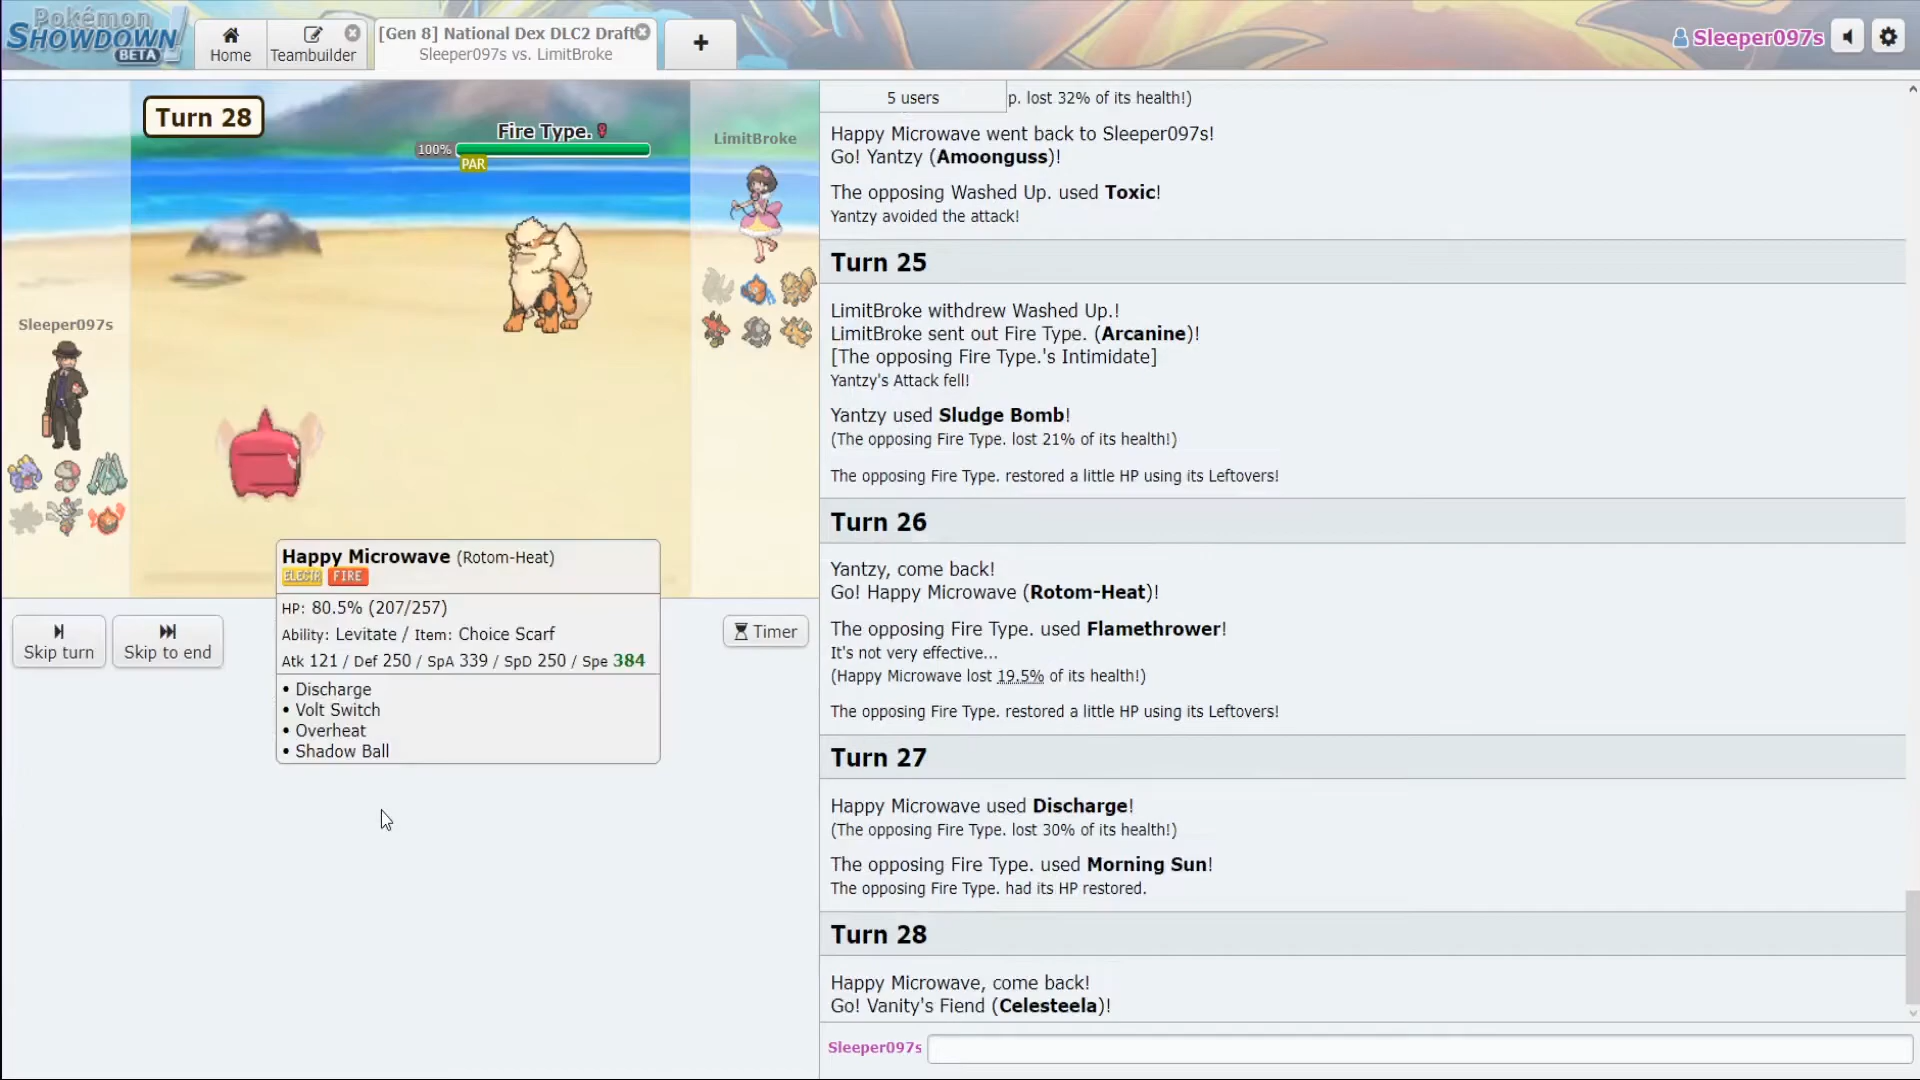 Pokémon
SHOWDOWN
BETA
Home
Teambuilder
[Gen 8] National Dex DLC2 Draft
Sleeper097s vs. LimitBroke
+
Sleeper097s
Turn 28
Fire Type.
100%
PAR
LimitBroke
Sleeper097s
Happy Microwave (Rotom-Heat)
ELECTR FIRE
HP: 80.5% (207/257)
Ability: Levitate / Item: Choice Scarf
Atk 121 / Def 250 / SpA 339 / SpD 250 / Spe 384
• Discharge
• Volt Switch
• Overheat
• Shadow Ball
Skip turn
Skip to end
Timer
5 users
p. lost 32% of its health!)
Happy Microwave went back to Sleeper097s!
Go! Yantzy (Amoonguss)!
The opposing Washed Up. used Toxic!
Yantzy avoided the attack!
Turn 25
LimitBroke withdrew Washed Up.!
LimitBroke sent out Fire Type. (Arcanine)!
[The opposing Fire Type.'s Intimidate]
Yantzy's Attack fell!
Yantzy used Sludge Bomb!
(The opposing Fire Type. lost 21% of its health!)
The opposing Fire Type. restored a little HP using its Leftovers!
Turn 26
Yantzy, come back!
Go! Happy Microwave (Rotom-Heat)!
The opposing Fire Type. used Flamethrower!
It's not very effective...
(Happy Microwave lost 19.5% of its health!)
The opposing Fire Type. restored a little HP using its Leftovers!
Turn 27
Happy Microwave used Discharge!
(The opposing Fire Type. lost 30% of its health!)
The opposing Fire Type. used Morning Sun!
The opposing Fire Type. had its HP restored.
Turn 28
Happy Microwave, come back!
Go! Vanity's Fiend (Celesteela)!
Sleeper097s